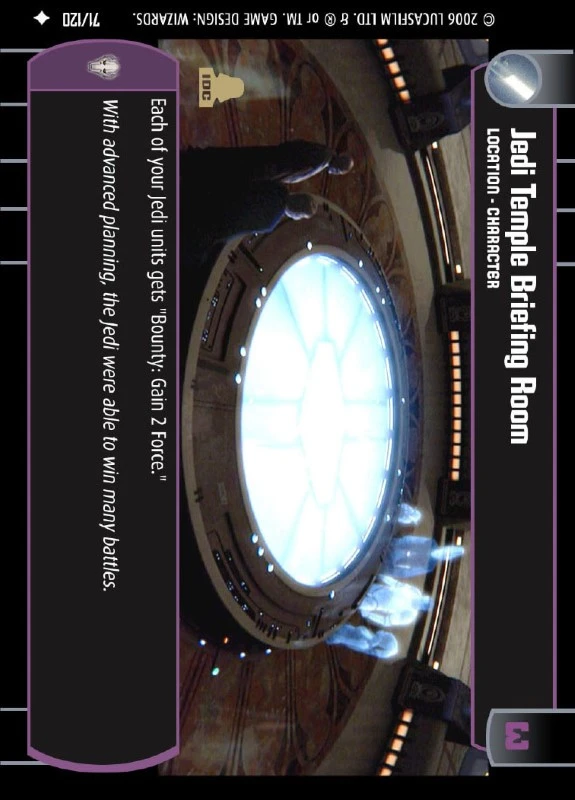 Jedi Temple Briefing Room
LOCATION - CHARACTER
IDC
Each of your Jedi units gets "Bounty: Gain 2 Force."
With advanced planning, the Jedi were able to win many battles.
© 2006 LUCASFILM LTD. & ® or TM. GAME DESIGN: WIZARDS.
71/120